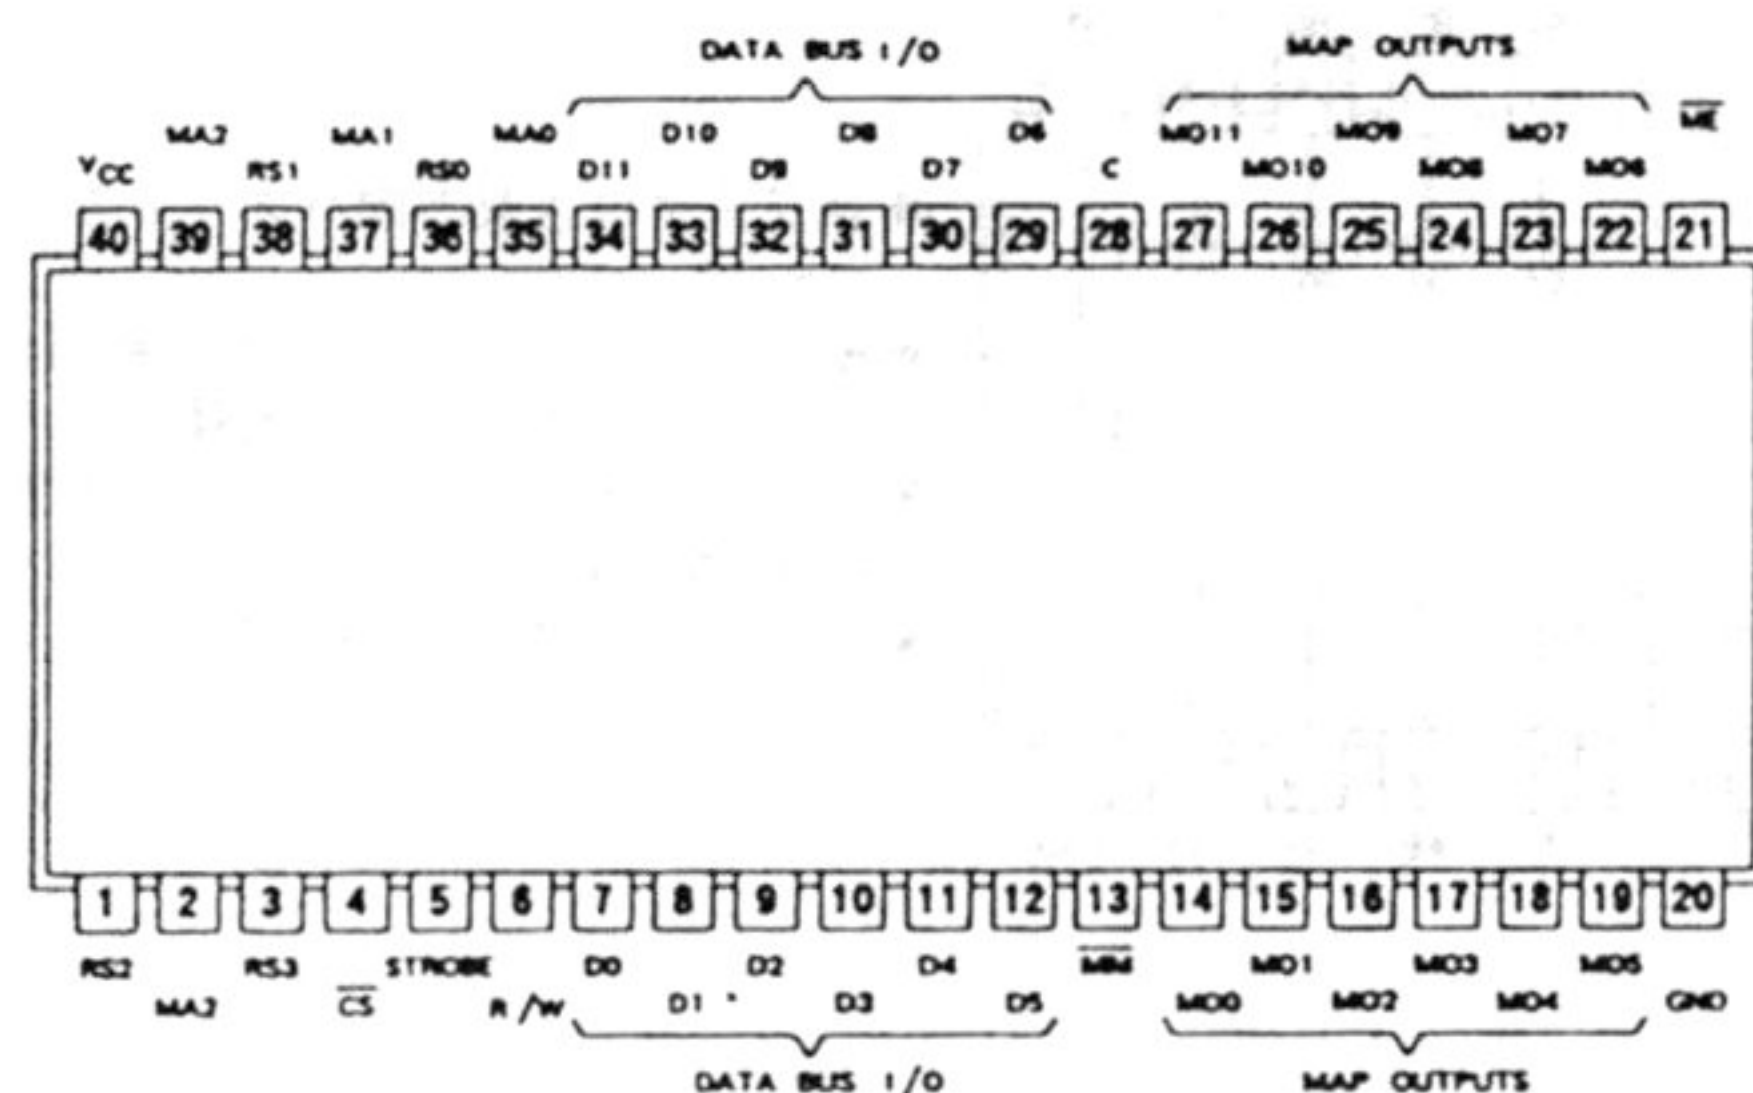 DATA BUS I/O MAP OUTPUTS
MA2 MA1 MA0 D10 D8 D6 MO11 MO9 MO7 ME
VCC RS1 RS0 D11 D9 D7 C MO10 MO8 MO6
40 39 38 37 36 35 34 33 32 31 30 29 28 27 26 25 24 23 22 21
1 2 3 4 5 6 7 8 9 10 11 12 13 14 15 16 17 18 19 20
RS2 RS3 STROBE D0 D2 D4 MM MO1 MO3 MO5
MA3 CS R/W D1 D3 D5 MO0 MO2 MO4 GND
DATA BUS I/O MAP OUTPUTS